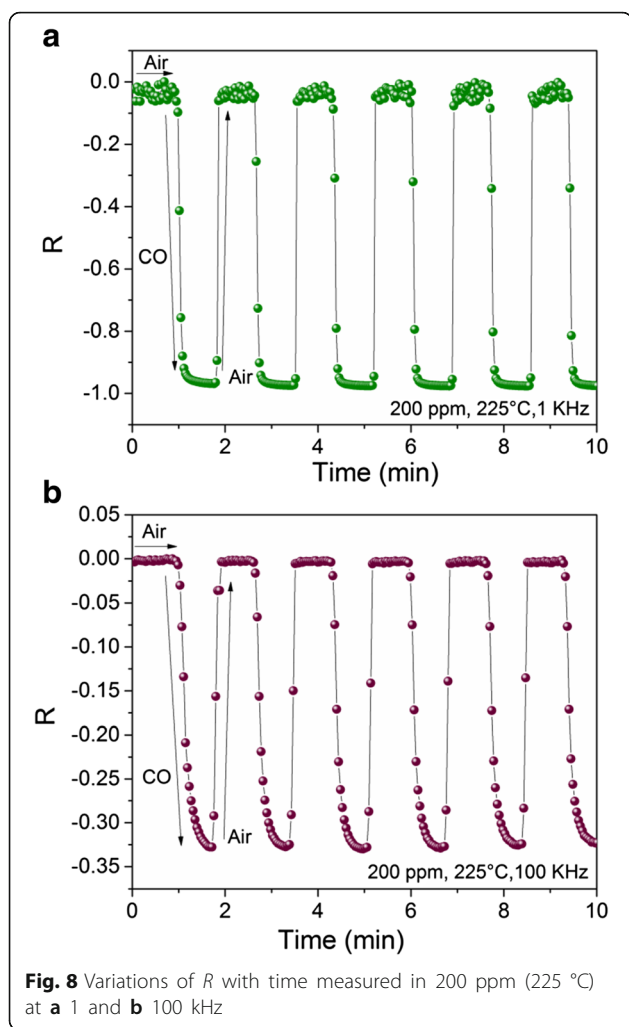 a
Air
0.0
-0.2
-0.4
R
-0.6
CO
-0.8
Air
-1.0
200 ppm, 225°C,1 KHz
0 2 4 6 8 10
Time (min)
b
0.05
Air
0.00
-0.05
-0.10
R
-0.15
-0.20
-0.25
CO
-0.30
Air
-0.35
200 ppm, 225°C,100 KHz
0 2 4 6 8 10
Time (min)
Fig. 8 Variations of R with time measured in 200 ppm (225 °C)
at a 1 and b 100 kHz